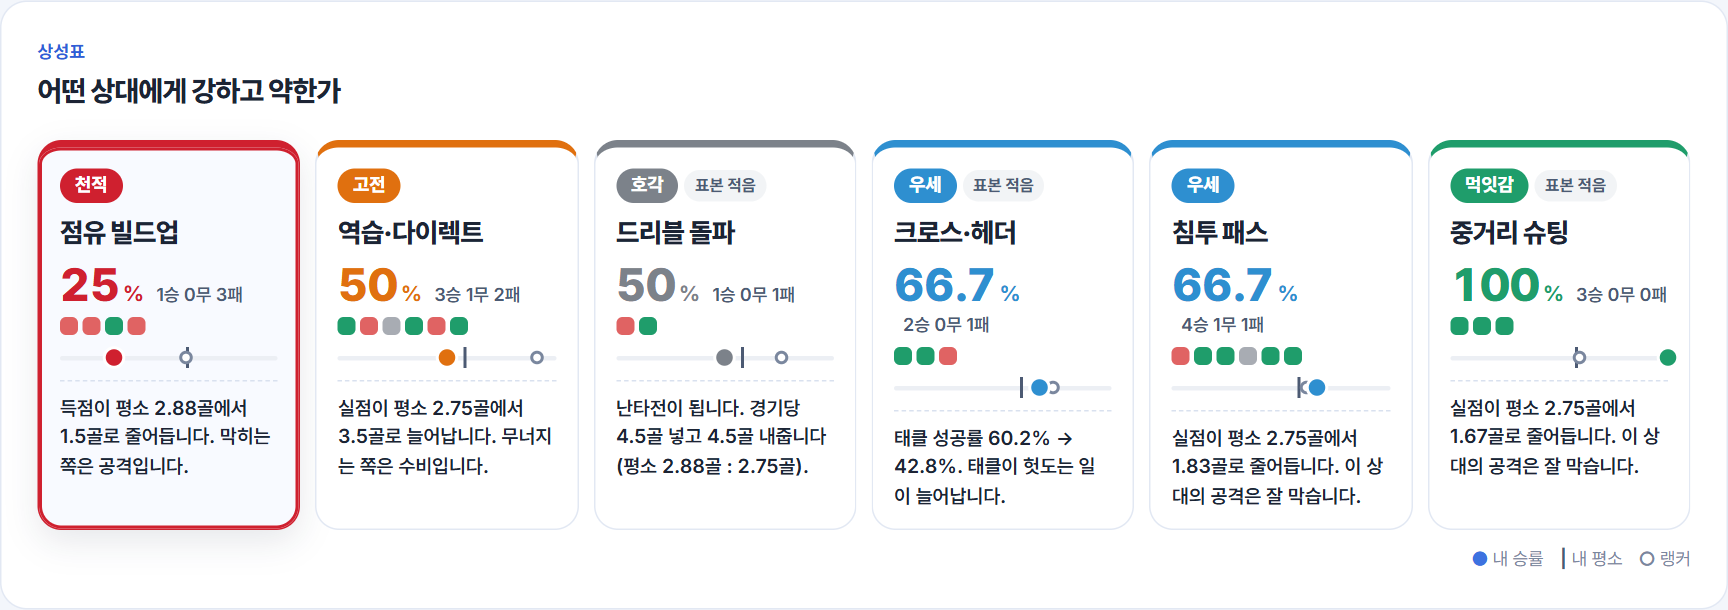 상성표
어떤 상대에게 강하고 약한가
천적
점유 빌드업
25% 1승 0무 3패
득점이 평소 2.88골에서
1.5골로 줄어듭니다. 막히는
쪽은 공격입니다.
고전
역습·다이렉트
50% 3승 1무 2패
실점이 평소 2.75골에서
3.5골로 늘어납니다. 무너지
는 쪽은 수비입니다.
호각 표본 적음
드리블 돌파
50% 1승 0무 1패
난타전이 됩니다. 경기당
4.5골 넣고 4.5골 내줍니다
(평소 2.88골 : 2.75골).
우세 표본 적음
크로스·헤더
66.7%
2승 0무 1패
태클 성공률 60.2% →
42.8%. 태클이 헛도는 일
이 늘어납니다.
우세
침투 패스
66.7%
4승 1무 1패
실점이 평소 2.75골에서
1.83골로 줄어듭니다. 이 상
대의 공격은 잘 막습니다.
먹잇감 표본 적음
중거리 슈팅
100% 3승 0무 0패
실점이 평소 2.75골에서
1.67골로 줄어듭니다. 이 상
대의 공격은 잘 막습니다.
내 승률 내 평소 랭커